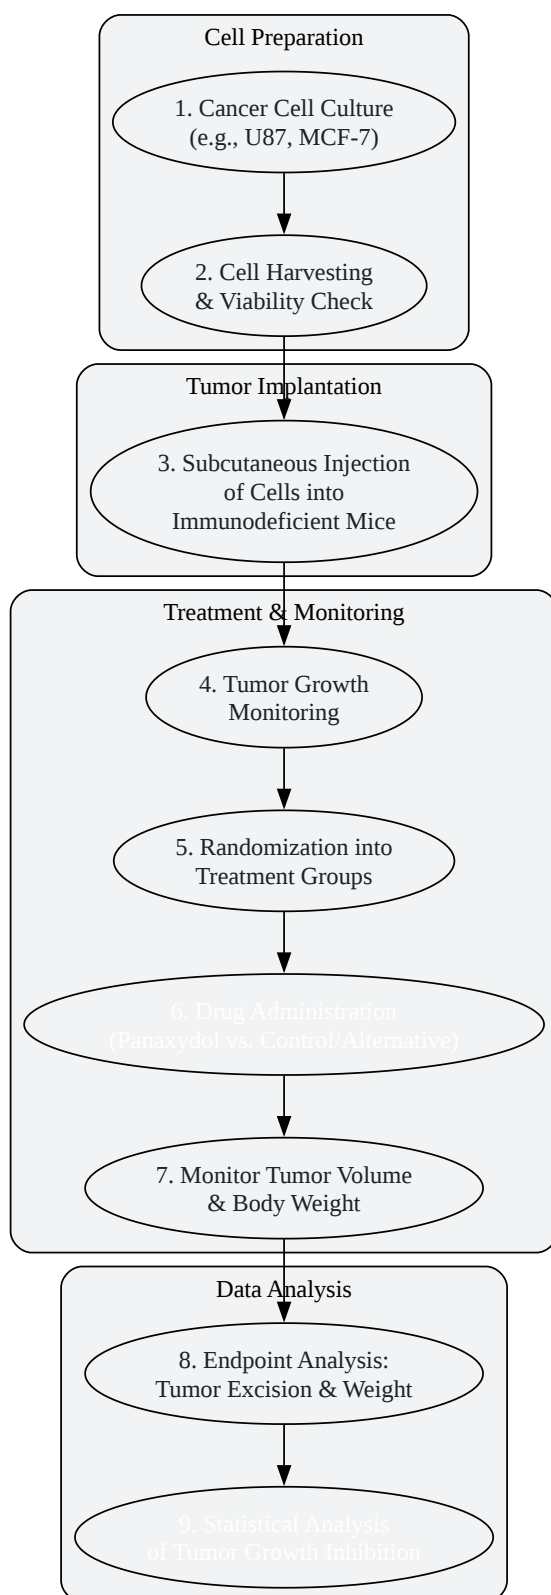 Cell Preparation
1. Cancer Cell Culture
(e.g., U87, MCF-7)
2. Cell Harvesting
& Viability Check
Tumor Implantation
3. Subcutaneous Injection
of Cells into
Immunodeficient Mice
Treatment & Monitoring
4. Tumor Growth
Monitoring
5. Randomization into
Treatment Groups
6. Drug Administration
(Panaxydol vs. Control/Alternative)
7. Monitor Tumor Volume
& Body Weight
Data Analysis
8. Endpoint Analysis:
Tumor Excision & Weight
9. Statistical Analysis
of Tumor Growth Inhibition